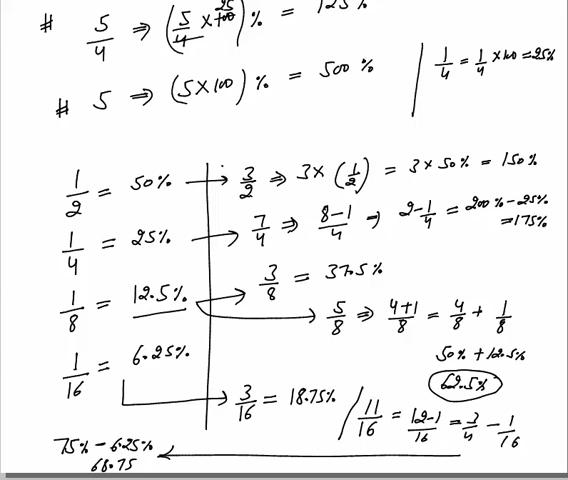 # 5/4 ⇒ (5/4 × 100 25)% = 125%
1/4 = 1/4 × 100 = 25%
# 5 ⇒ (5×100)% = 500%
1/2 = 50% → 3/2 ⇒ 3× (1/2) = 3 × 50% = 150%
1/4 = 25% → 7/4 ⇒ 8-1/4 ⇒ 2-1/4 = 200% - 25%
= 175%
1/8 = 12.5% → 3/8 = 37.5%
→ 5/8 ⇒ 4+1/8 = 4/8 + 1/8
50% + 12.5%
62.5%
1/16 = 6.25%
→ 3/16 = 18.75% / 11/16 = 12-1/16 = 3/4 - 1/16
75% - 6.25% ←
68.75